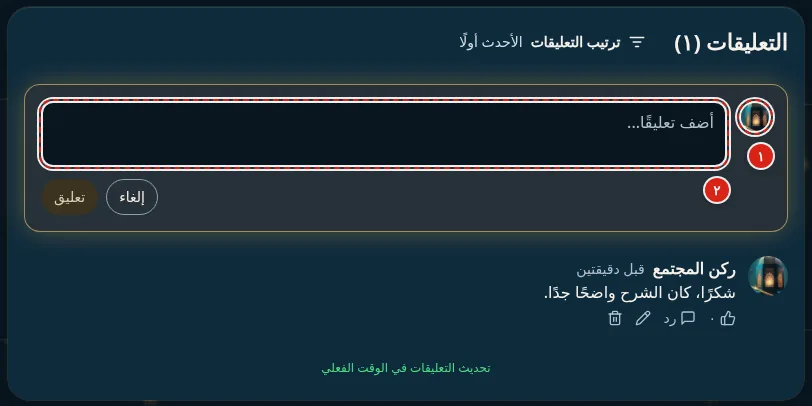 التعليقات (١)
ترتيب التعليقات الأحدث أولًا
أضف تعليقًا...
١
٢
إلغاء
تعليق
ركن المجتمع قبل دقيقتين
شكرًا، كان الشرح واضحًا جدًا.
· رد
تحديث التعليقات في الوقت الفعلي